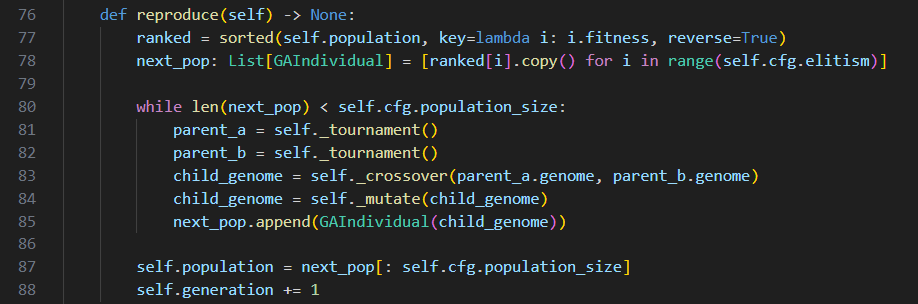 76 def reproduce(self) -> None:
77 ranked = sorted(self.population, key=lambda i: i.fitness, reverse=True)
78 next_pop: List[GAIndividual] = [ranked[i].copy() for i in range(self.cfg.elitism)]
79
80 while len(next_pop) < self.cfg.population_size:
81 parent_a = self._tournament()
82 parent_b = self._tournament()
83 child_genome = self._crossover(parent_a.genome, parent_b.genome)
84 child_genome = self._mutate(child_genome)
85 next_pop.append(GAIndividual(child_genome))
86
87 self.population = next_pop[: self.cfg.population_size]
88 self.generation += 1